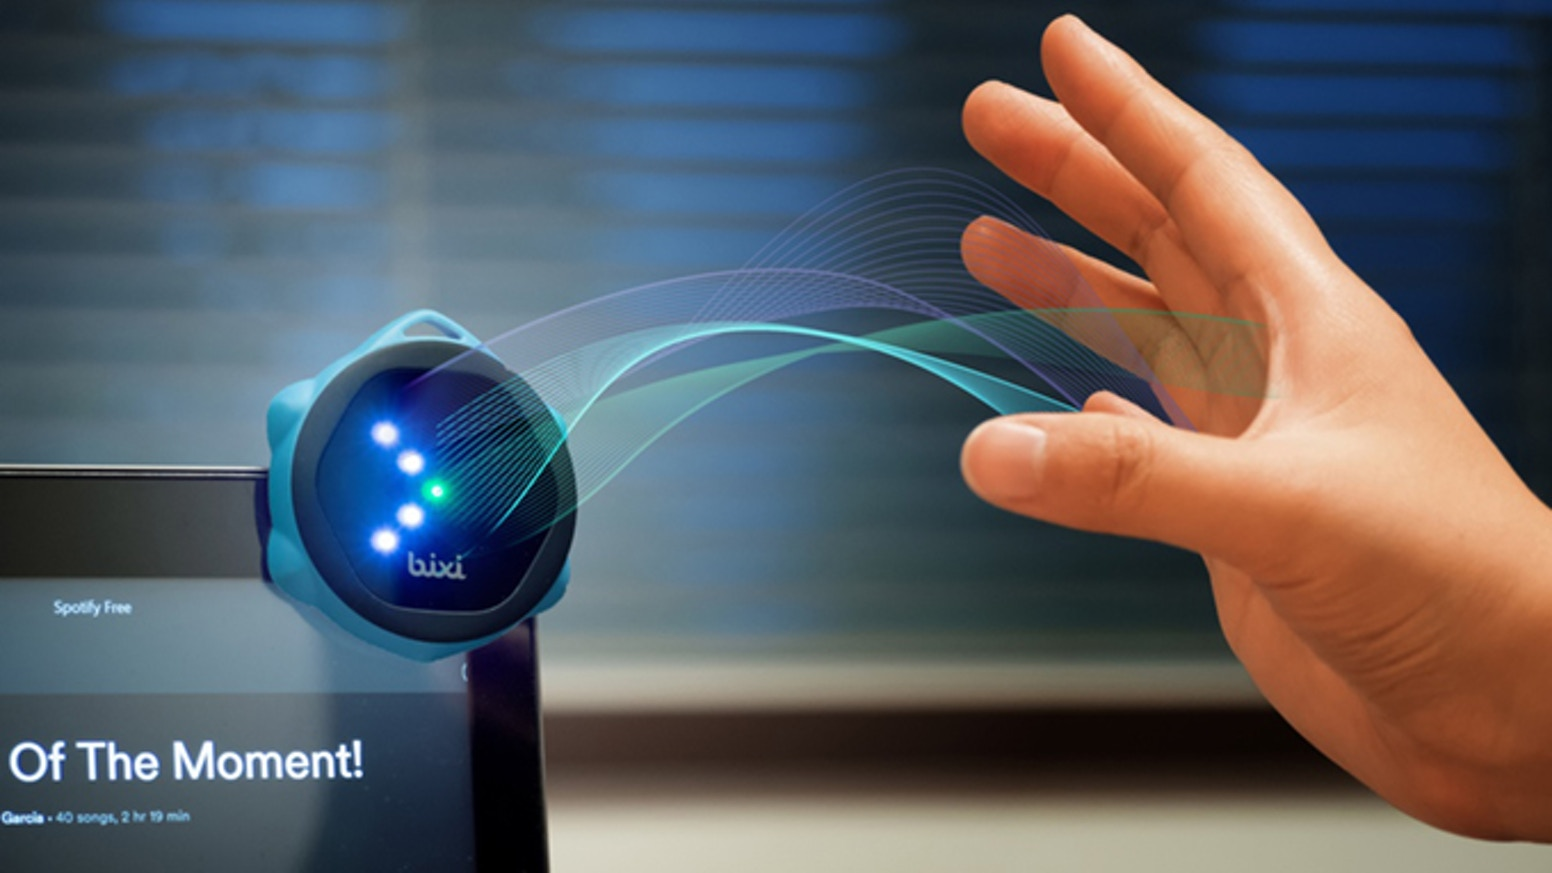 bixi
Spotify Free
Of The Moment!
Garcia • 40 songs, 2 hr 19 min